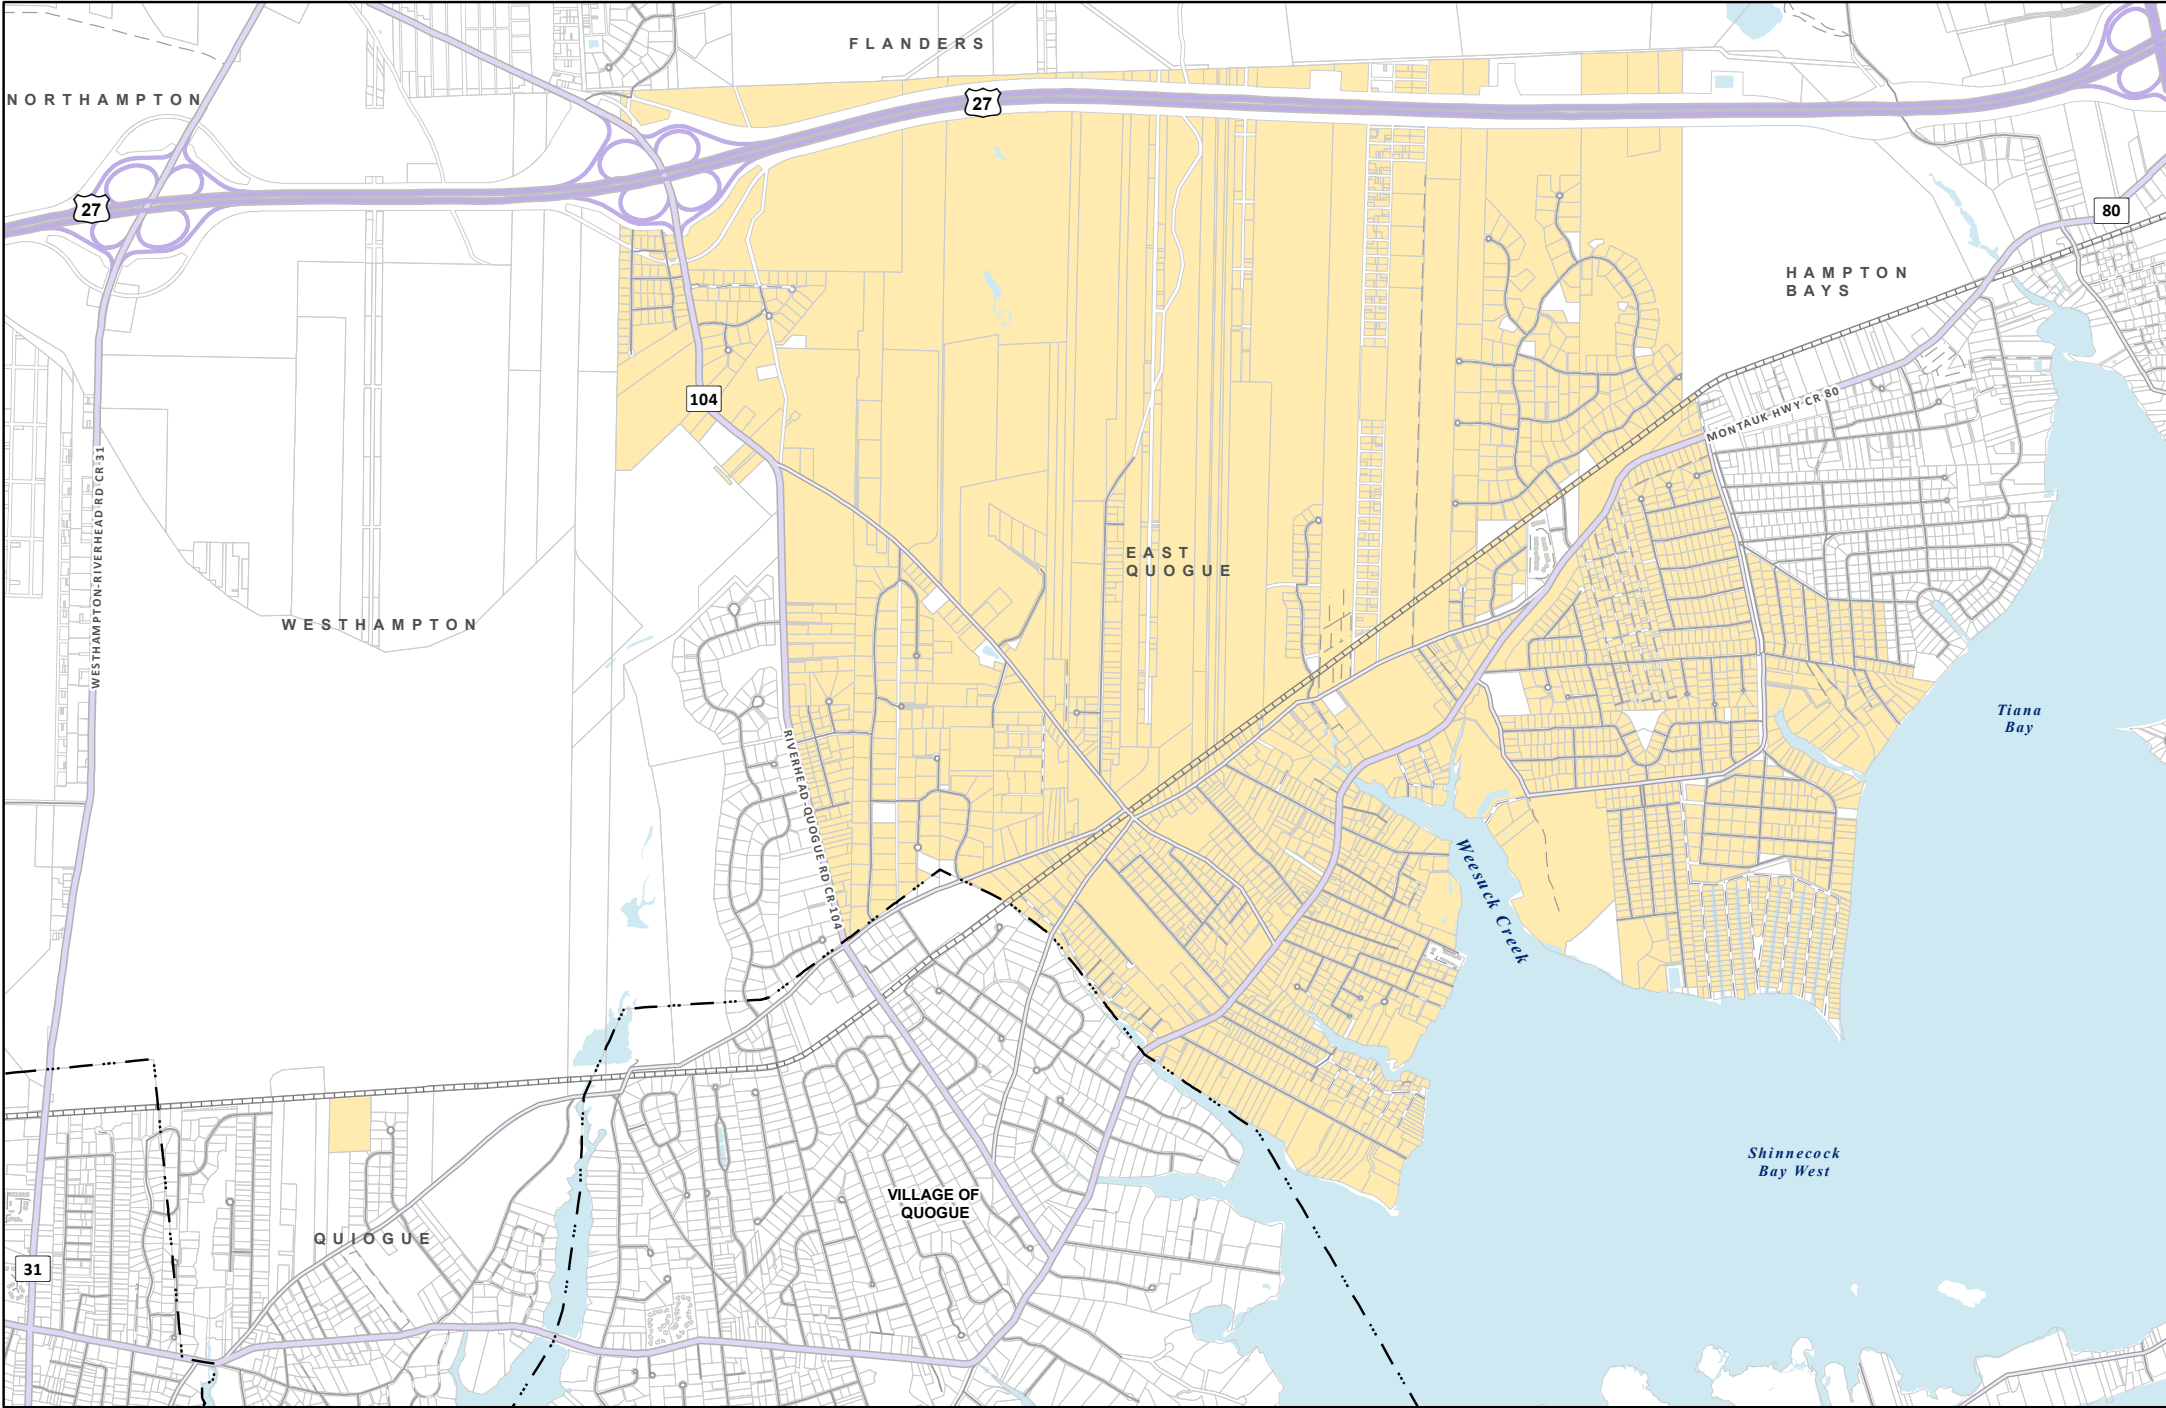 FLANDERS
NORTHAMPTON
27
27
80
HAMPTON
BAYS
104
MONTAUK HWY CR 80
WESTHAMPTON-RIVERHEAD RD CR-31
EAST
QUOGUE
WESTHAMPTON
Tiana
Bay
RIVERHEAD-QUOGUE RD CR-104
Weesuck Creek
Shinnecock
Bay West
VILLAGE OF
QUOGUE
QUIOGUE
31